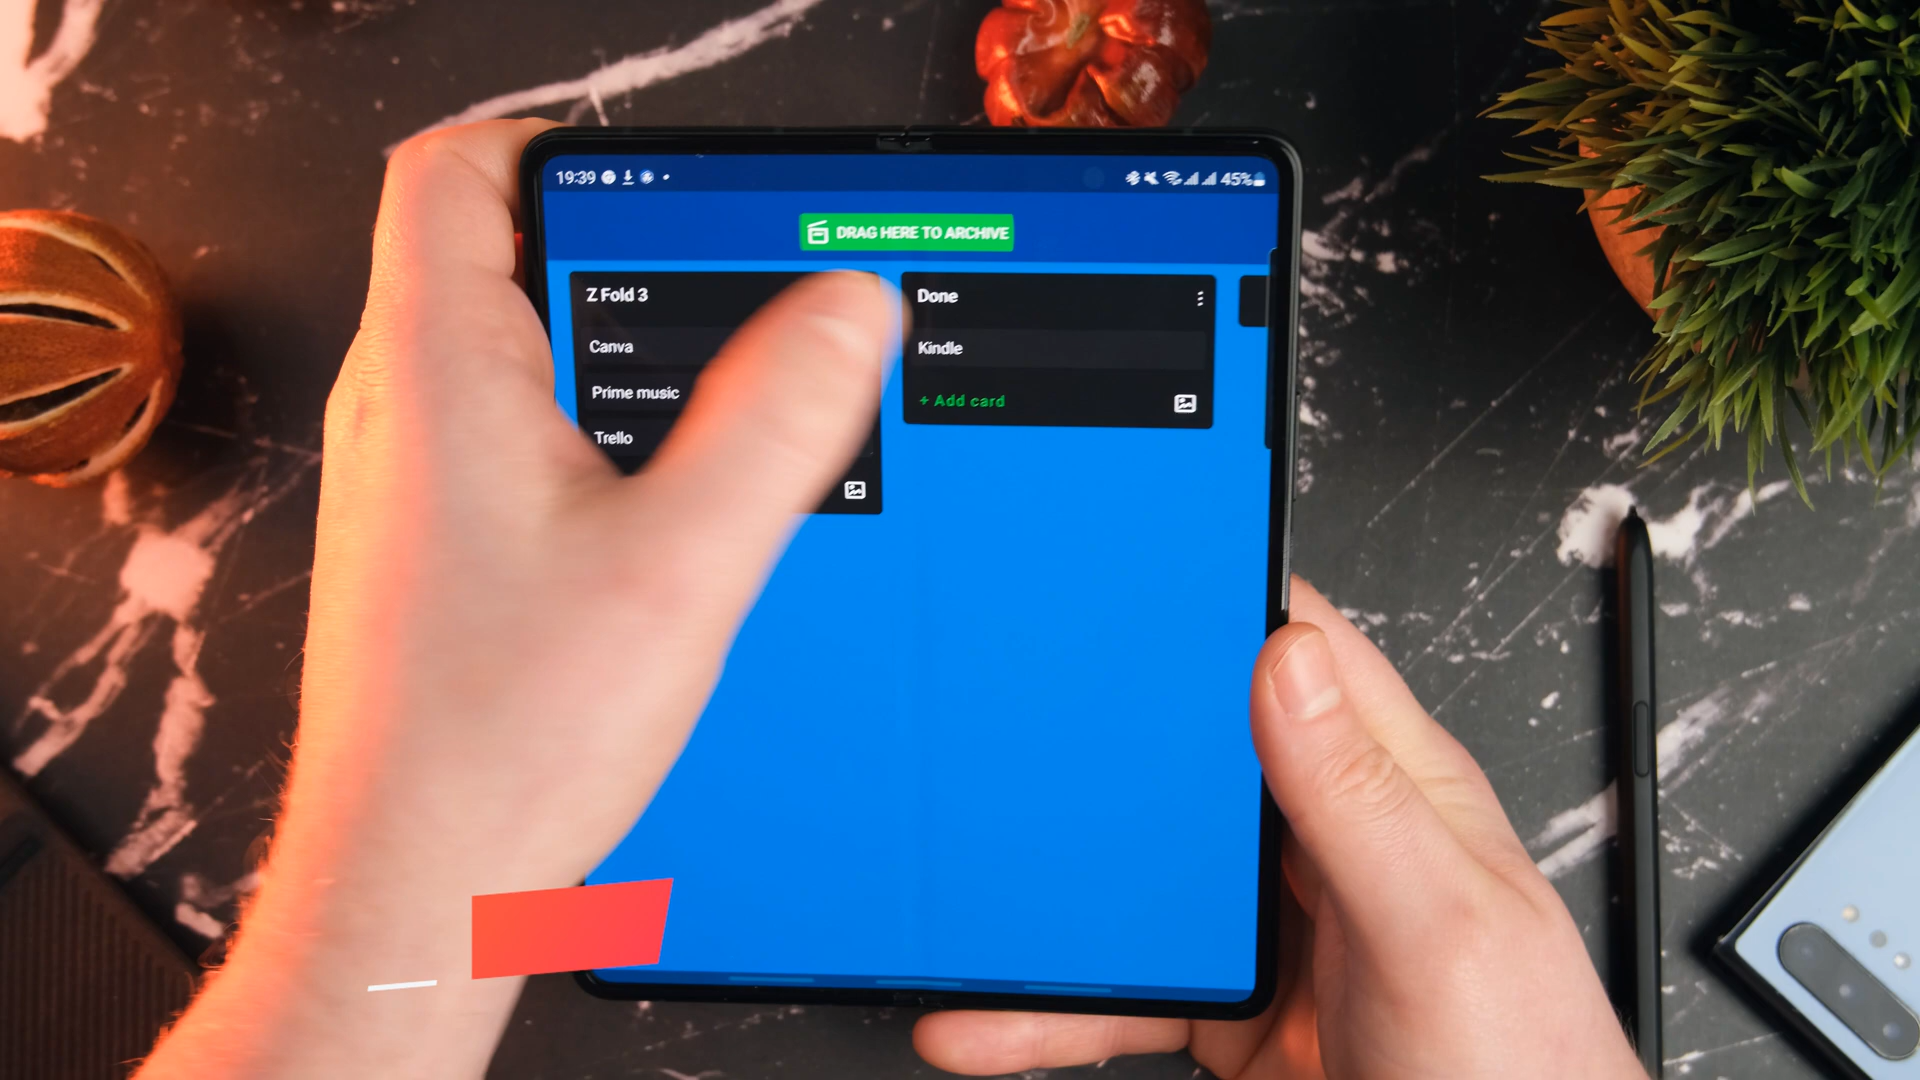 19:39
45%
DRAG HERE TO ARCHIVE
Z Fold 3
Canva
Prime music
Trello
Done
Kindle
+ Add card